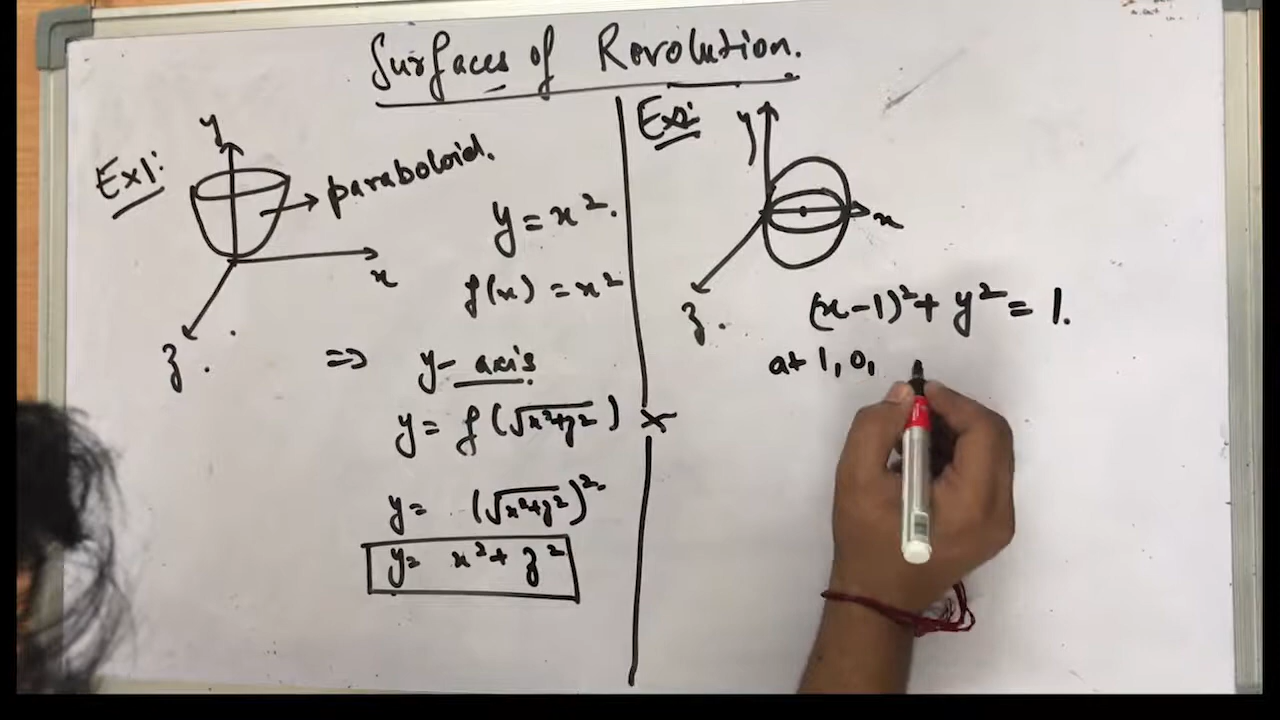 Surfaces of Revolution.
Ex1:
y
paraboloid.
x
z.
y = x².
f(x) = x²
⇒ y- axis
y = f(√x²+z²)
y = (√x²+z²)².
y = x² + z²
Ex2:
y
x
z.
(x-1)² + y² = 1.
at 1, 0,